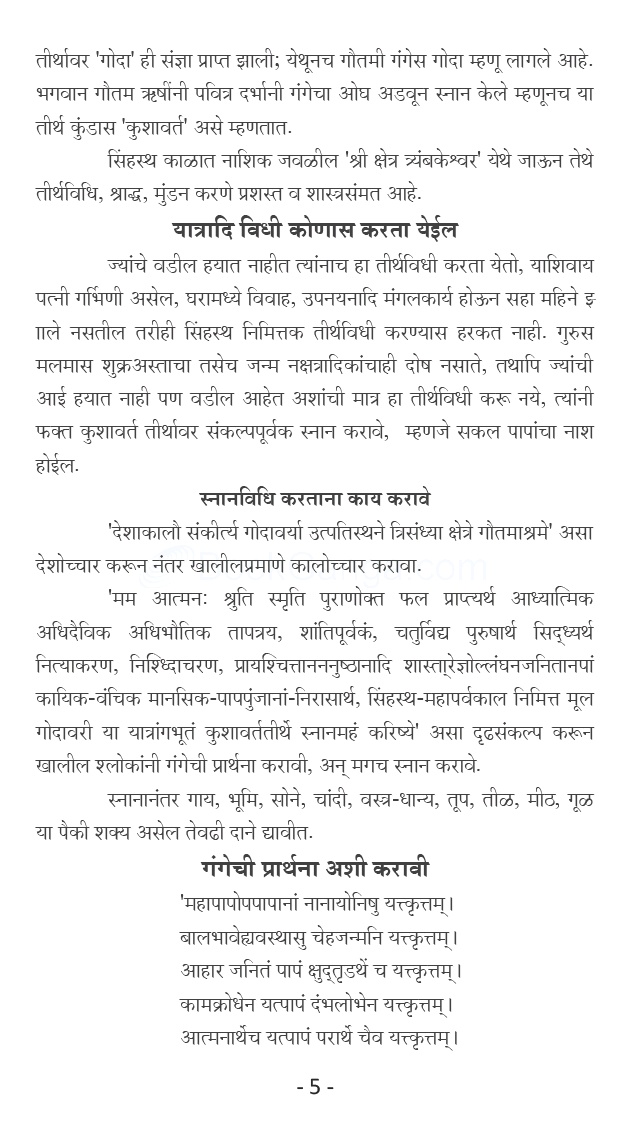 तीर्थावर 'गोदा' ही संज्ञा प्राप्त झाली; येथूनच गौतमी गंगेस गोदा म्हणू लागले आहे.
भगवान गौतम ऋषींनी पवित्र दर्भानी गंगेचा ओघ अडवून स्नान केले म्हणूनच या
तीर्थ कुंडास 'कुशावर्त' असे म्हणतात.
सिंहस्थ काळात नाशिक जवळील 'श्री क्षेत्र त्र्यंबकेश्वर' येथे जाऊन तेथे
तीर्थविधि, श्राद्ध, मुंडन करणे प्रशस्त व शास्त्रसंमत आहे.
यात्रादि विधी कोणास करता येईल
ज्यांचे वडील हयात नाहीत त्यांनाच हा तीर्थविधी करता येतो, याशिवाय
पत्नी गर्भिणी असेल, घरामध्ये विवाह, उपनयनादि मंगलकार्य होऊन सहा महिने झ
ाले नसतील तरीही सिंहस्थ निमित्तक तीर्थविधी करण्यास हरकत नाही. गुरुस
मलमास शुक्रअस्ताचा तसेच जन्म नक्षत्रादिकांचाही दोष नसाते, तथापि ज्यांची
आई हयात नाही पण वडील आहेत अशांची मात्र हा तीर्थविधी करू नये, त्यांनी
फक्त कुशावर्त तीर्थावर संकल्पपूर्वक स्नान करावे, म्हणजे सकल पापांचा नाश
होईल.
स्नानविधि करताना काय करावे
'देशाकालौ संकीर्त्य गोदावर्या उत्पतिस्थने त्रिसंध्या क्षेत्रे गौतमाश्रमे' असा
देशोच्चार करून नंतर खालीलप्रमाणे कालोच्चार करावा.
'मम आत्मनः श्रुति स्मृति पुराणोक्त फल प्राप्त्यर्थ आध्यात्मिक
अधिदैविक अधिभौतिक तापत्रय, शांतिपूर्वकं, चतुर्विद्य पुरुषार्थ सिद्ध्यर्थ
नित्याकरण, निश्ध्दिाचरण, प्रायश्चित्तानननुष्ठानादि शास्ता्रेज्ञोल्लंघनजनितानपां
कायिक-वंचिक मानसिक-पापपुंजानां-निरासार्थ, सिंहस्थ-महापर्वकाल निमित्त मूल
गोदावरी या यात्रांगभूतं कुशावर्ततीर्थे स्नानमहं करिष्ये' असा दृढसंकल्प करून
खालील श्लोकांनी गंगेची प्रार्थना करावी, अन् मगच स्नान करावे.
स्नानानंतर गाय, भूमि, सोने, चांदी, वस्त्र-धान्य, तूप, तीळ, मीठ, गूळ
या पैकी शक्य असेल तेवढी दाने द्यावीत.
गंगेची प्रार्थना अशी करावी
'महापापोपपापानां नानायोनिषु यत्कृत्तम्।
बालभावेह्यवस्थासु चेहजन्मनि यत्कृत्तम्।
आहार जनितं पापं क्षुद्तृडथें च यत्कृत्तम्।
कामक्रोधेन यत्पापं दंभलोभेन यत्कृत्तम्।
आत्मनार्थेच यत्पापं परार्थे चैव यत्कृत्तम्।
- 5 -